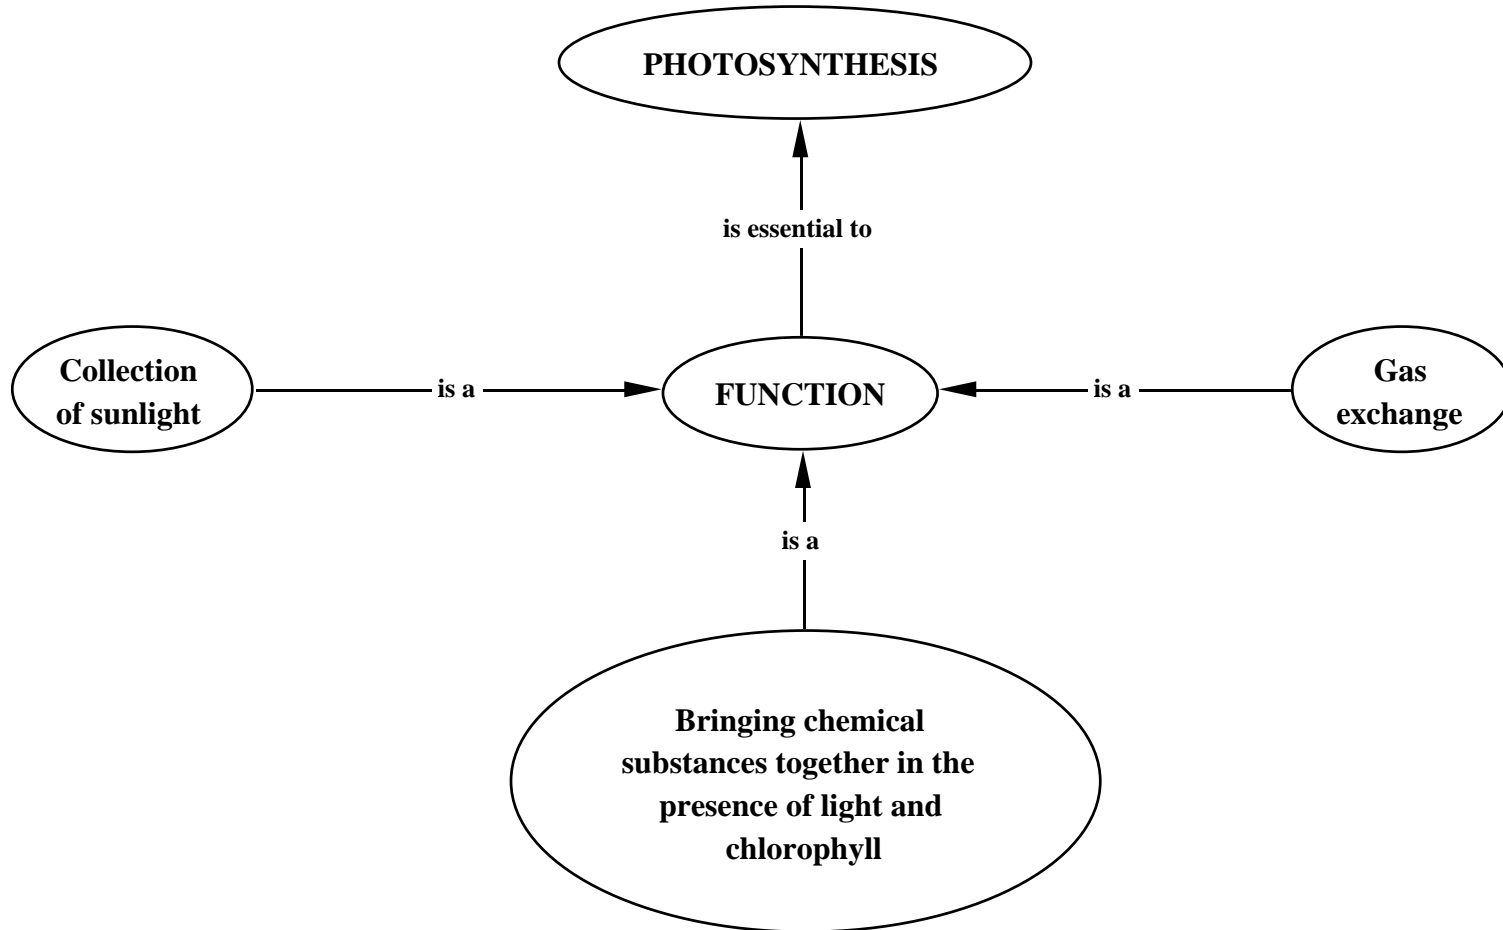 PHOTOSYNTHESIS
is essential to
Collection
of sunlight
is a
FUNCTION
is a
Gas
exchange
is a
Bringing chemical
substances together in the
presence of light and
chlorophyll